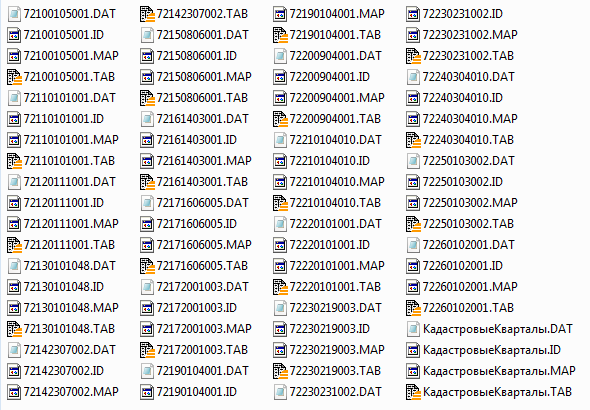 72100105001.DAT
72100105001.ID
72100105001.MAP
72100105001.TAB
72110101001.DAT
72110101001.ID
72110101001.MAP
72110101001.TAB
72120111001.DAT
72120111001.ID
72120111001.MAP
72120111001.TAB
72130101048.DAT
72130101048.ID
72130101048.MAP
72130101048.TAB
72142307002.DAT
72142307002.ID
72142307002.MAP
72142307002.TAB
72150806001.DAT
72150806001.ID
72150806001.MAP
72150806001.TAB
72161403001.DAT
72161403001.ID
72161403001.MAP
72161403001.TAB
72171606005.DAT
72171606005.ID
72171606005.MAP
72171606005.TAB
72172001003.DAT
72172001003.ID
72172001003.MAP
72172001003.TAB
72190104001.DAT
72190104001.ID
72190104001.MAP
72190104001.TAB
72200904001.DAT
72200904001.ID
72200904001.MAP
72200904001.TAB
72210104010.DAT
72210104010.ID
72210104010.MAP
72210104010.TAB
72220101001.DAT
72220101001.ID
72220101001.MAP
72220101001.TAB
72230219003.DAT
72230219003.ID
72230219003.MAP
72230219003.TAB
72230231002.DAT
72230231002.ID
72230231002.MAP
72230231002.TAB
72240304010.DAT
72240304010.ID
72240304010.MAP
72240304010.TAB
72250103002.DAT
72250103002.ID
72250103002.MAP
72250103002.TAB
72260102001.DAT
72260102001.ID
72260102001.MAP
72260102001.TAB
КадастровыеКварталы.DAT
КадастровыеКварталы.ID
КадастровыеКварталы.MAP
КадастровыеКварталы.TAB